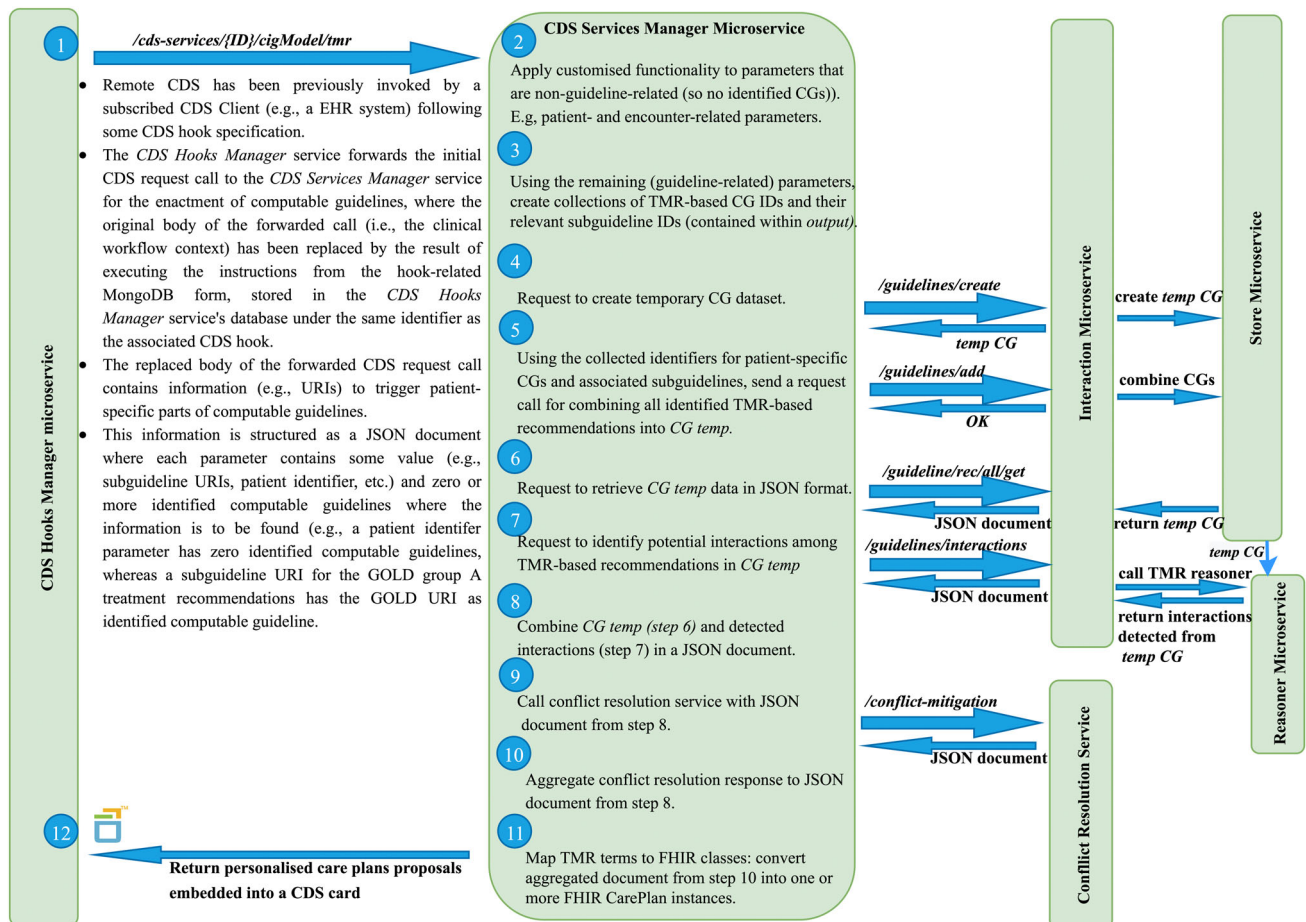 CDS Hooks Manager microservice
1
/cds-services/{ID}/cigModel/tmr
● Remote CDS has been previously invoked by a
subscribed CDS Client (e.g., a EHR system) following
some CDS hook specification.
● The CDS Hooks Manager service forwards the initial
CDS request call to the CDS Services Manager service
for the enactment of computable guidelines, where the
original body of the forwarded call (i.e., the clinical
workflow context) has been replaced by the result of
executing the instructions from the hook-related
MongoDB form, stored in the CDS Hooks
Manager service's database under the same identifier as
the associated CDS hook.
● The replaced body of the forwarded CDS request call
contains information (e.g., URIs) to trigger patient-
specific parts of computable guidelines.
● This information is structured as a JSON document
where each parameter contains some value (e.g.,
subguideline URIs, patient identifier, etc.) and zero or
more identified computable guidelines where the
information is to be found (e.g., a patient identifer
parameter has zero identified computable guidelines,
whereas a subguideline URI for the GOLD group A
treatment recommendations has the GOLD URI as
identified computable guideline.
12
TM
Return personalised care plans proposals
embedded into a CDS card
CDS Services Manager Microservice
2
Apply customised functionality to parameters that
are non-guideline-related (so no identified CGs)).
E.g, patient- and encounter-related parameters.
3
Using the remaining (guideline-related) parameters,
create collections of TMR-based CG IDs and their
relevant subguideline IDs (contained within output).
4
Request to create temporary CG dataset.
5
Using the collected identifiers for patient-specific
CGs and associated subguidelines, send a request
call for combining all identified TMR-based
recommendations into CG temp.
6
Request to retrieve CG temp data in JSON format.
7
Request to identify potential interactions among
TMR-based recommendations in CG temp
8
Combine CG temp (step 6) and detected
interactions (step 7) in a JSON document.
9
Call conflict resolution service with JSON
document from step 8.
10
Aggregate conflict resolution response to JSON
document from step 8.
11
Map TMR terms to FHIR classes: convert
aggregated document from step 10 into one or
more FHIR CarePlan instances.
/guidelines/create
temp CG
/guidelines/add
OK
/guideline/rec/all/get
JSON document
/guidelines/interactions
JSON document
/conflict-mitigation
JSON document
Interaction Microservice
Confllict Resolution Service
create temp CG
combine CGs
return temp CG
temp CG
call TMR reasoner
return interactions
detected from
temp CG
Store Microservice
Reasoner Microservice